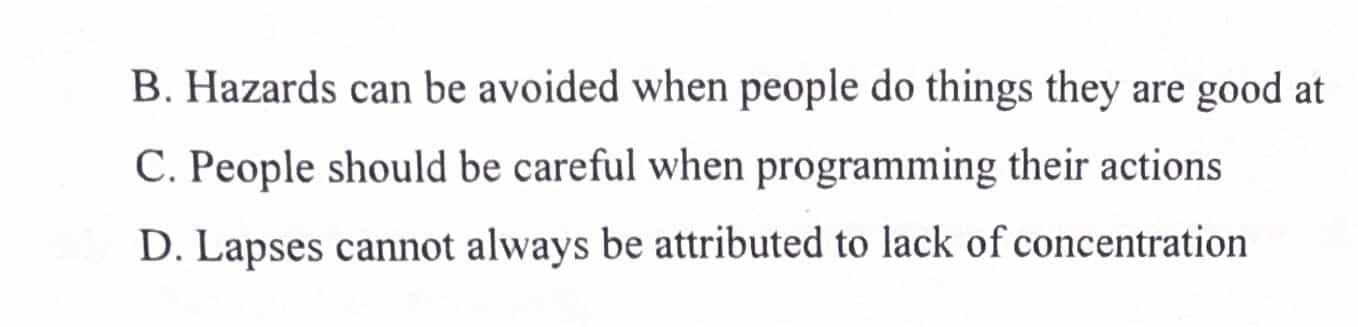 B. Hazards can be avoided when people do things they are good at
C. People should be careful when programming their actions
D. Lapses cannot always be attributed to lack of concentration